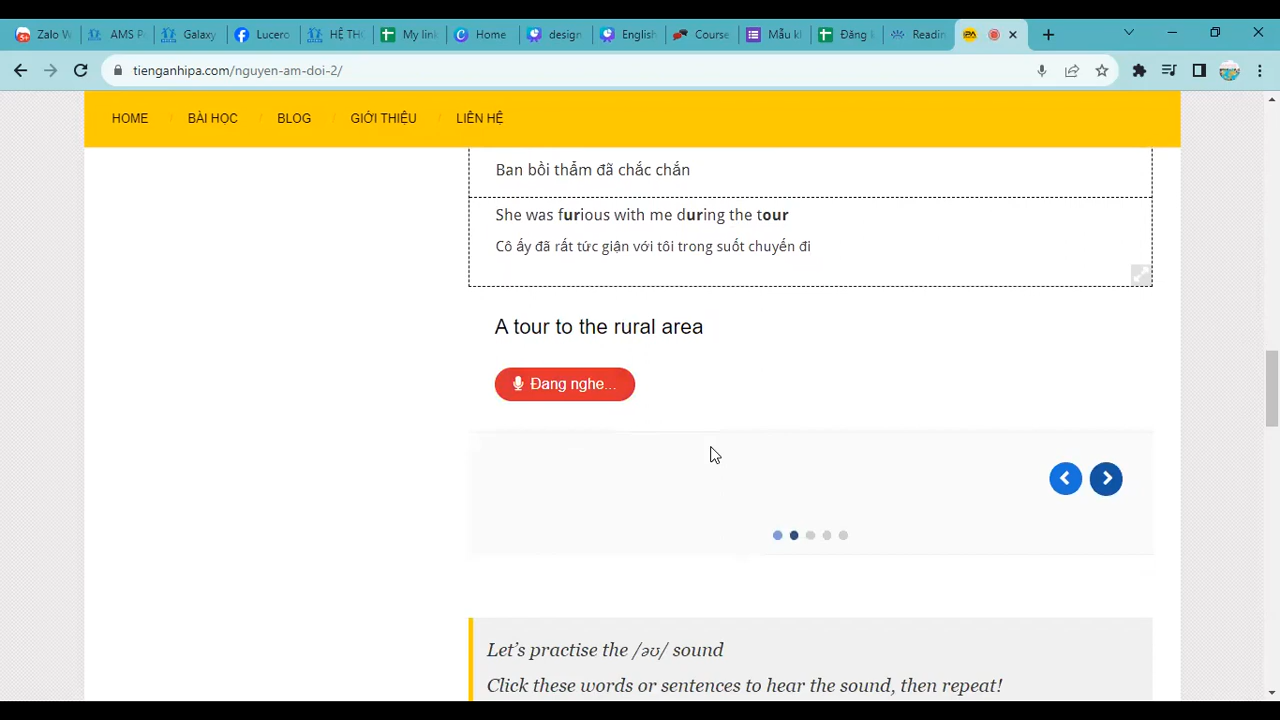 Zalo W
AMS P
Galaxy
Lucero
HỆ TH
My link
Home
design
English
Course
Mẫu k
Đăng k
Readin
IPA
tienganhipa.com/nguyen-am-doi-2/
HOME / BÀI HỌC / BLOG / GIỚI THIỆU / LIÊN HỆ
Ban bồi thẩm đã chắc chắn
She was furious with me during the tour
Cô ấy đã rất tức giận với tôi trong suốt chuyến đi
A tour to the rural area
Đang nghe...
Let’s practise the /əʊ/ sound
Click these words or sentences to hear the sound, then repeat!